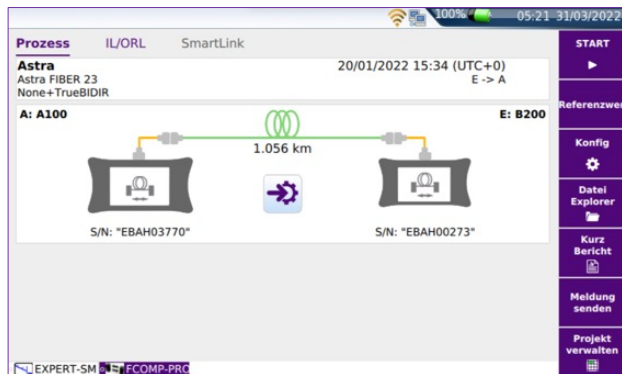 100% 05:21 31/03/2022
Prozess IL/ORL SmartLink
Astra 20/01/2022 15:34 (UTC+0)
Astra FIBER 23 E -> A
None+TrueBIDIR
A: A100 E: B200
1.056 km
S/N: "EBAH03770" S/N: "EBAH00273"
START
Referenzwer
Konfig
Datei
Explorer
Kurz
Bericht
Meldung
senden
Projekt
verwalten
EXPERT-SM FCOMP-PRO